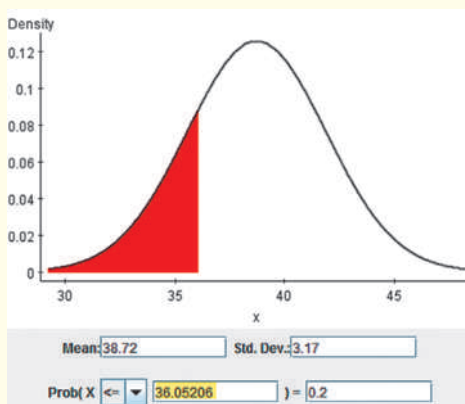 Density
0.12
0.1
0.08
0.06
0.04
0.02
0
30 35 40 45
x
Mean: 38.72 Std. Dev.: 3.17
Prob( X <= 36.05206 ) = 0.2